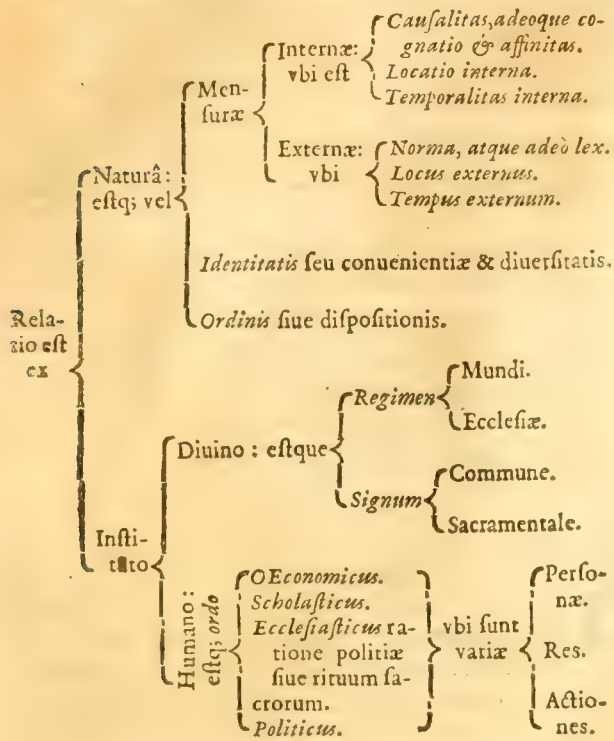 Relatio est
ex
Naturâ:
eſtq; vel
Men-
ſuræ
Internæ:
vbi eſt
Cauſalitas, adeoque co-
gnatio & affinitas.
Locatio interna.
Temporalitas interna.
Externæ:
vbi
Norma, atque adeò lex.
Locus externus.
Tempus externum.
Identitatis ſeu conuenientiæ & diuerſitatis.
Ordinis ſiue diſpoſitionis.
Inſti-
tuto
Diuino : eſtque
Regimen
Mundi.
Eccleſiæ.
Signum
Commune.
Sacramentale.
Humano :
eſtq; ordo
OEconomicus.
Scholaſticus.
Eccleſiaſticus ra-
tione politiæ
ſiue rituum ſa-
crorum.
Politicus.
vbi ſunt
variæ
Perſo-
næ.
Res.
Actio-
nes.